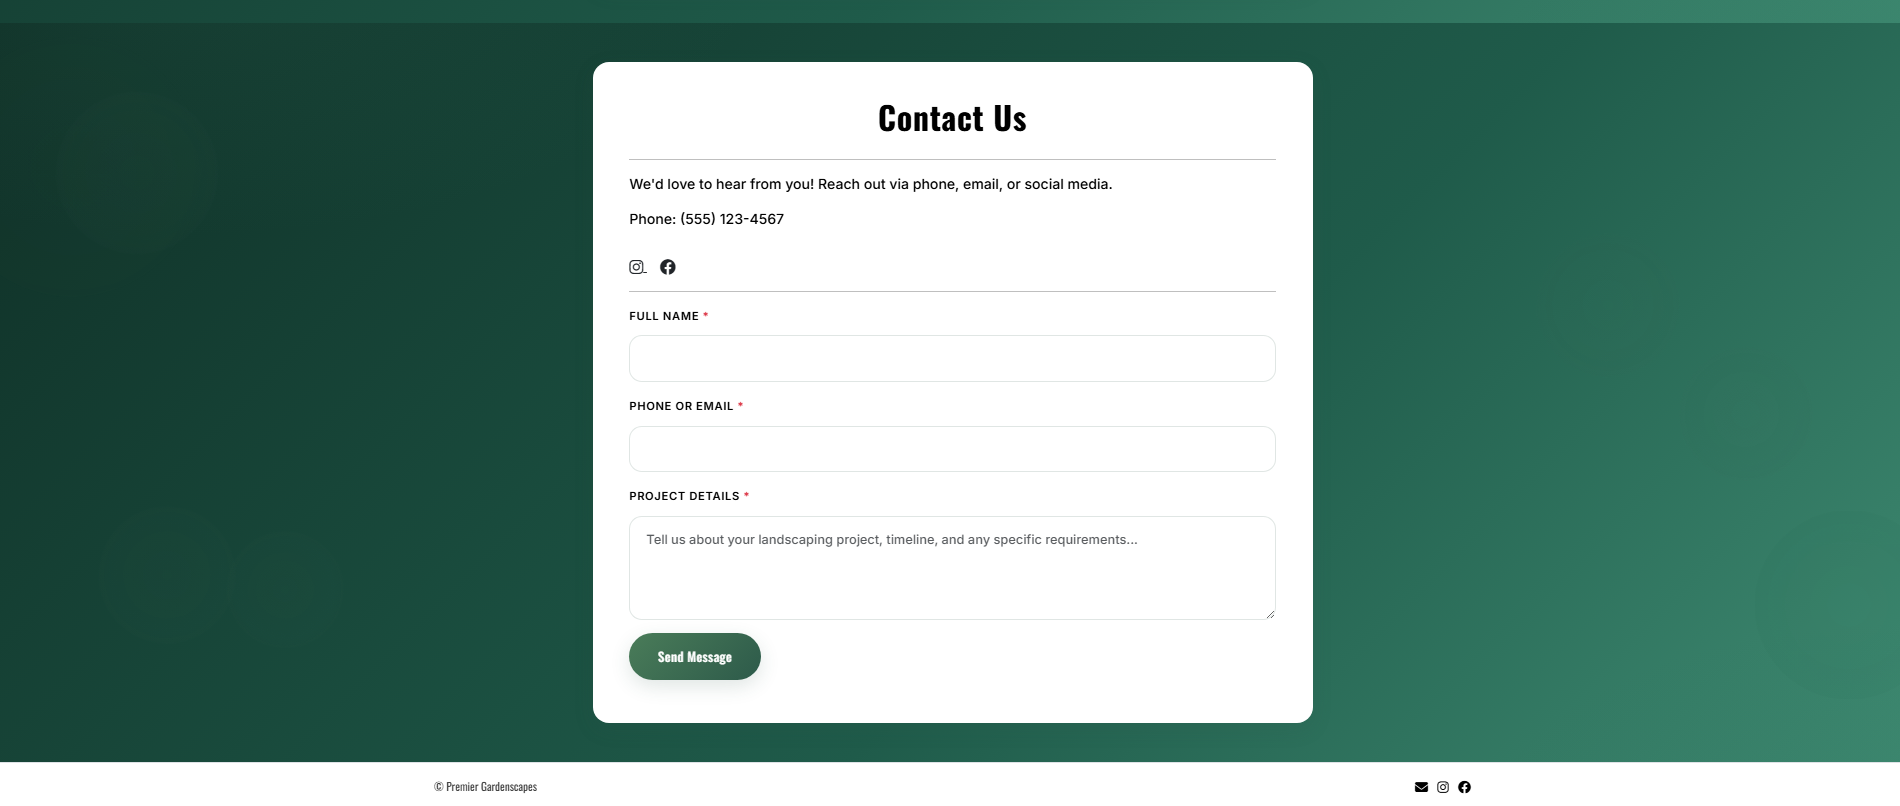 Contact Us
We'd love to hear from you! Reach out via phone, email, or social media.
Phone: (555) 123-4567
FULL NAME *
PHONE OR EMAIL *
PROJECT DETAILS *
Tell us about your landscaping project, timeline, and any specific requirements...
Send Message
© Premier Gardenscapes